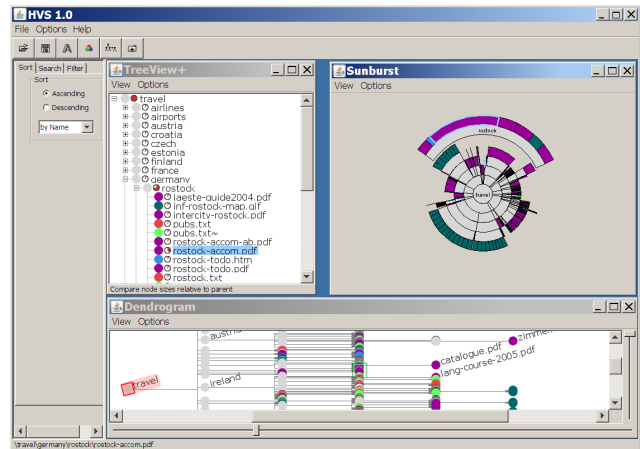 HVS 1.0
File Options Help
Sort Search Filter
Sort
Ascending
Descending
by Name
TreeView+
View Options
travel
airlines
airports
austria
croatia
czech
estonia
finland
france
germany
rostock
iaeste-guide2004.pdf
inf-rostock-map.gif
intercity-rostock.pdf
pubs.txt
pubs.txt~
rostock-accom-ab.pdf
rostock-accom.pdf
rostock-todo.htm
rostock-todo.pdf
rostock.txt
Compare node sizes relative to parent
Sunburst
View Options
rostock
travel
Dendrogram
View Options
austria
zimmer
catalogue.pdf
lang-course-2005.pdf
travel
Ireland
\travel\germany\rostock\rostock-accom.pdf